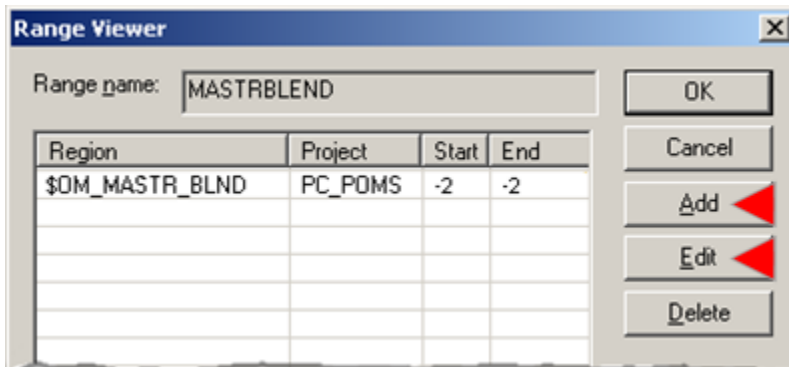 Range Viewer
Range name: MASTRBLEND
OK
Cancel
Add
Edit
Delete
Region Project Start End
$OM_MASTR_BLND PC_POMS -2 -2